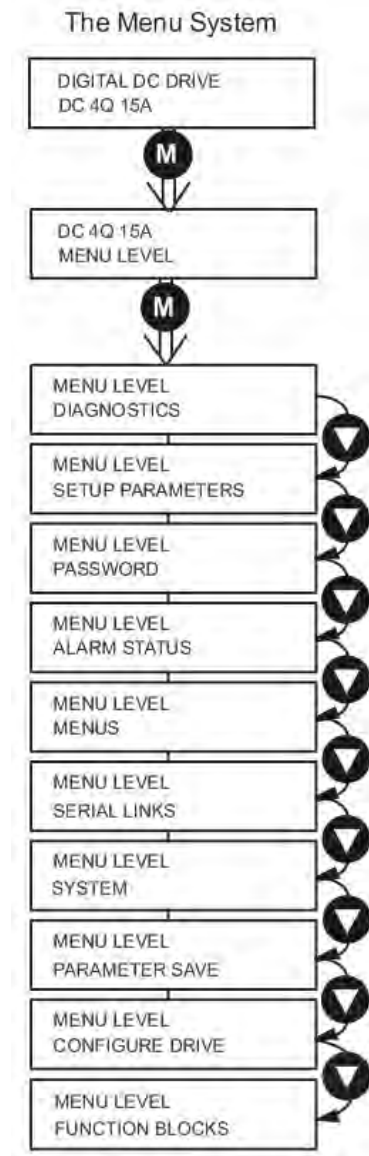 The Menu System
DIGITAL DC DRIVE
DC 4Q 15A
M
DC 4Q 15A
MENU LEVEL
M
MENU LEVEL
DIAGNOSTICS
MENU LEVEL
SETUP PARAMETERS
MENU LEVEL
PASSWORD
MENU LEVEL
ALARM STATUS
MENU LEVEL
MENUS
MENU LEVEL
SERIAL LINKS
MENU LEVEL
SYSTEM
MENU LEVEL
PARAMETER SAVE
MENU LEVEL
CONFIGURE DRIVE
MENU LEVEL
FUNCTION BLOCKS